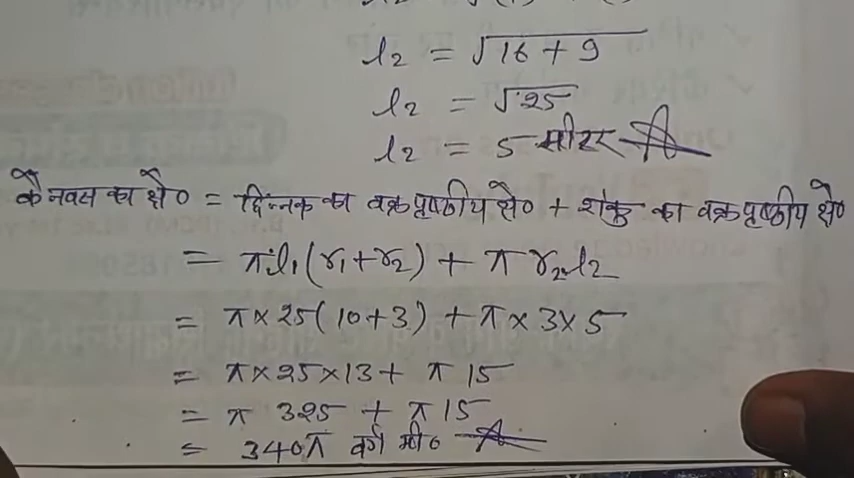 l₂ = √16 + 9
l₂ = √25
l₂ = 5 मीटर
कैनवस का क्षै० = छिन्नक का वक्रपृष्ठीय क्षै० + शंकु का वक्रपृष्ठीय क्षै०
= πl₁(r₁+r₂) + π r₂l₂
= π×25(10+3) + π×3×5
= π×25×13 + π 15
= π 325 + π 15
= 340π वर्ग मी०